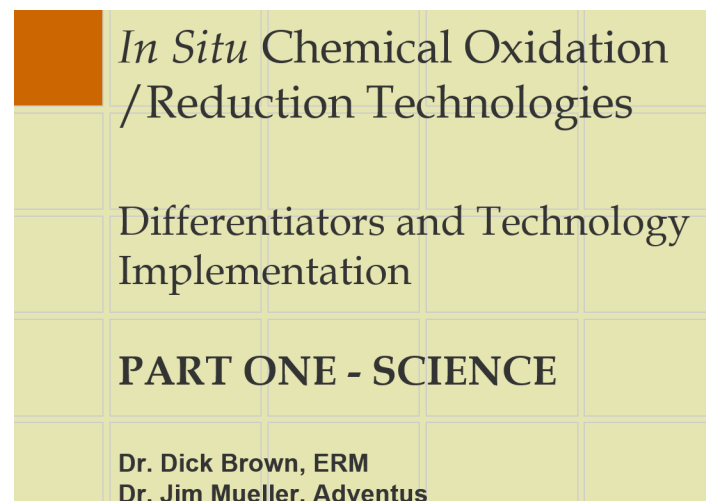 In Situ Chemical Oxidation
/Reduction Technologies
Differentiators and Technology
Implementation
PART ONE - SCIENCE
Dr. Dick Brown, ERM
Dr. Jim Mueller, Adventus